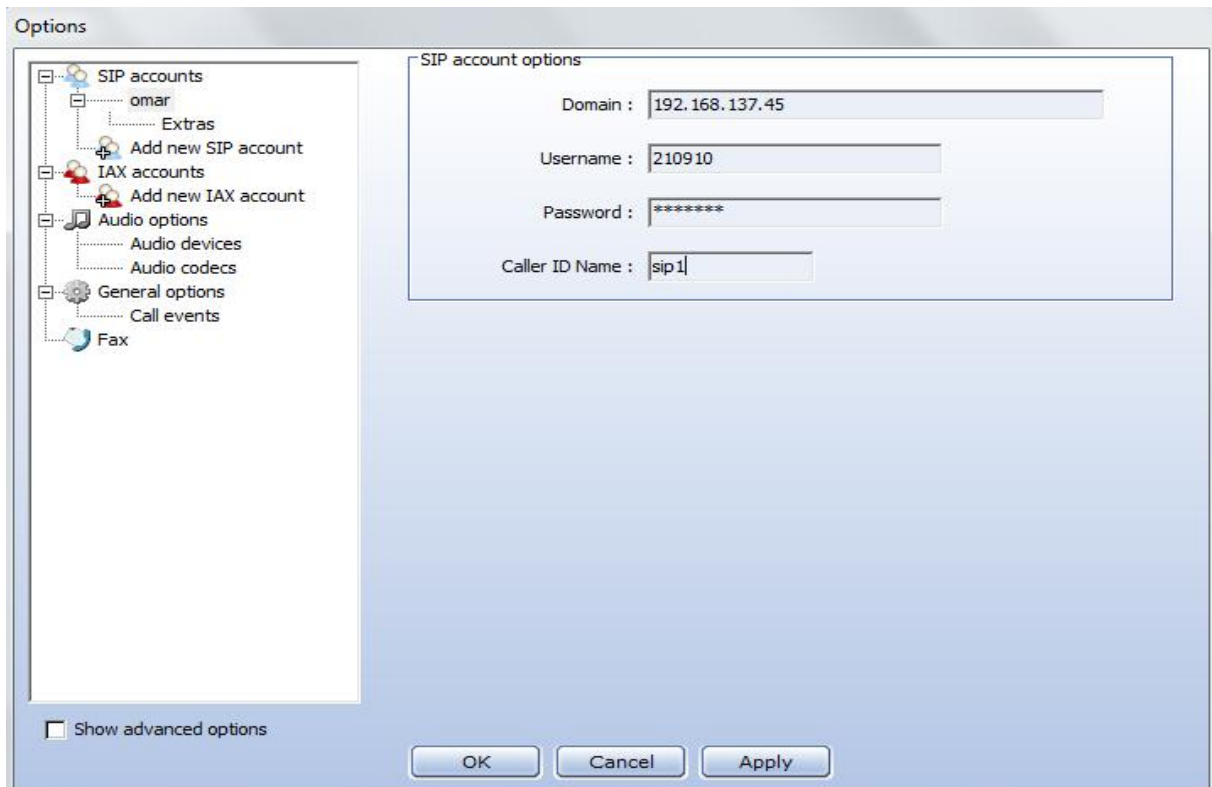 Options
SIP accounts
omar
Extras
Add new SIP account
IAX accounts
Add new IAX account
Audio options
Audio devices
Audio codecs
General options
Call events
Fax
Show advanced options
SIP account options
Domain : 192.168.137.45
Username : 210910
Password : *******
Caller ID Name : sip1
OK Cancel Apply